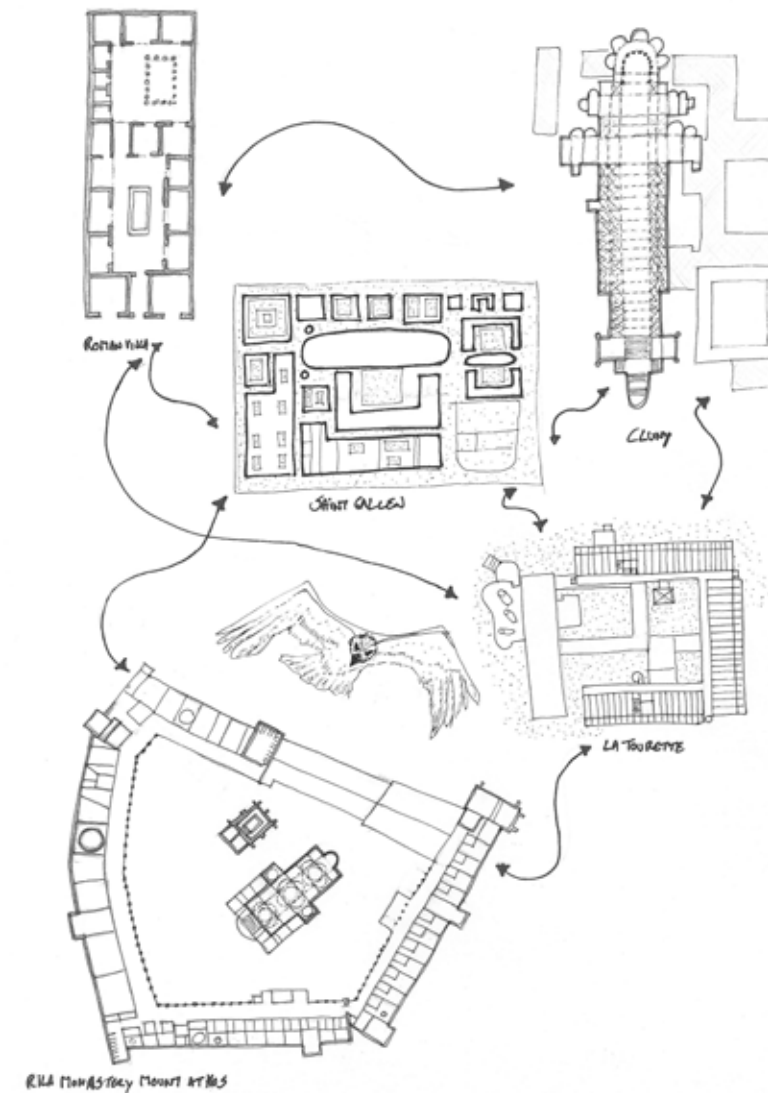 ROMAN VILLA
CLUNY
SAINT GALLEN
LA TOURETTE
RILA MONASTERY MOUNT ATHOS